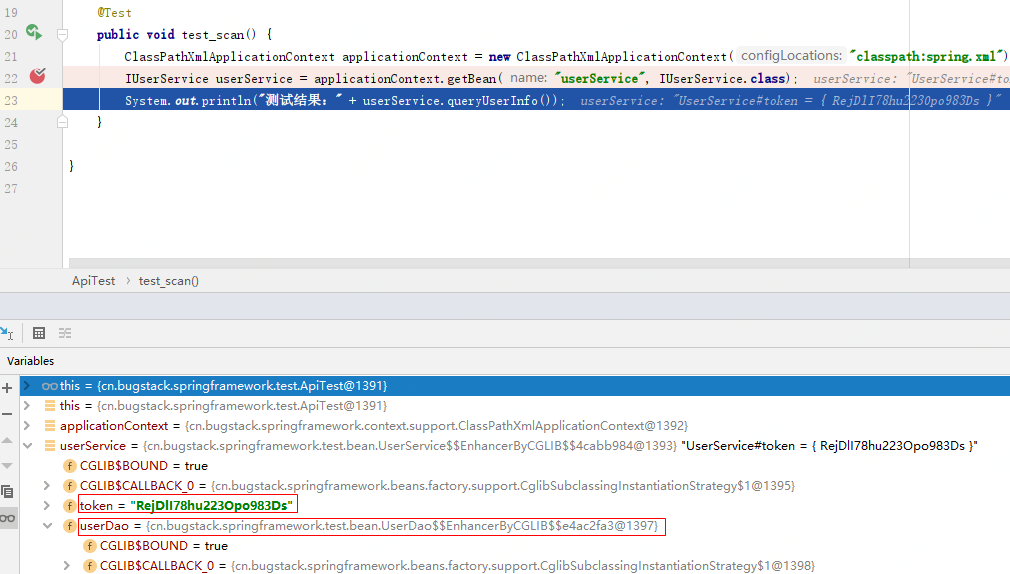 19 @Test
20 public void test_scan() {
21 ClassPathXmlApplicationContext applicationContext = new ClassPathXmlApplicationContext( configLocations: "classpath:spring.xml")
22 IUserService userService = applicationContext.getBean( name: "userService", IUserService.class); userService: "UserService#to
23 System.out.println("测试结果：" + userService.queryUserInfo()); userService: "UserService#token = { RejDlI78hu223Opo983Ds }"
24 }
25
26 }
27
ApiTest › test_scan()
Variables
this = {cn.bugstack.springframework.test.ApiTest@1391}
this = {cn.bugstack.springframework.test.ApiTest@1391}
applicationContext = {cn.bugstack.springframework.context.support.ClassPathXmlApplicationContext@1392}
userService = {cn.bugstack.springframework.test.bean.UserService$$EnhancerByCGLIB$$4cabb984@1393} "UserService#token = { RejDlI78hu223Opo983Ds }"
f CGLIB$BOUND = true
f CGLIB$CALLBACK_0 = {cn.bugstack.springframework.beans.factory.support.CglibSubclassingInstantiationStrategy$1@1395}
f token = "RejDlI78hu223Opo983Ds"
f userDao = {cn.bugstack.springframework.test.bean.UserDao$$EnhancerByCGLIB$$e4ac2fa3@1397}
f CGLIB$BOUND = true
f CGLIB$CALLBACK_0 = {cn.bugstack.springframework.beans.factory.support.CglibSubclassingInstantiationStrategy$1@1398}